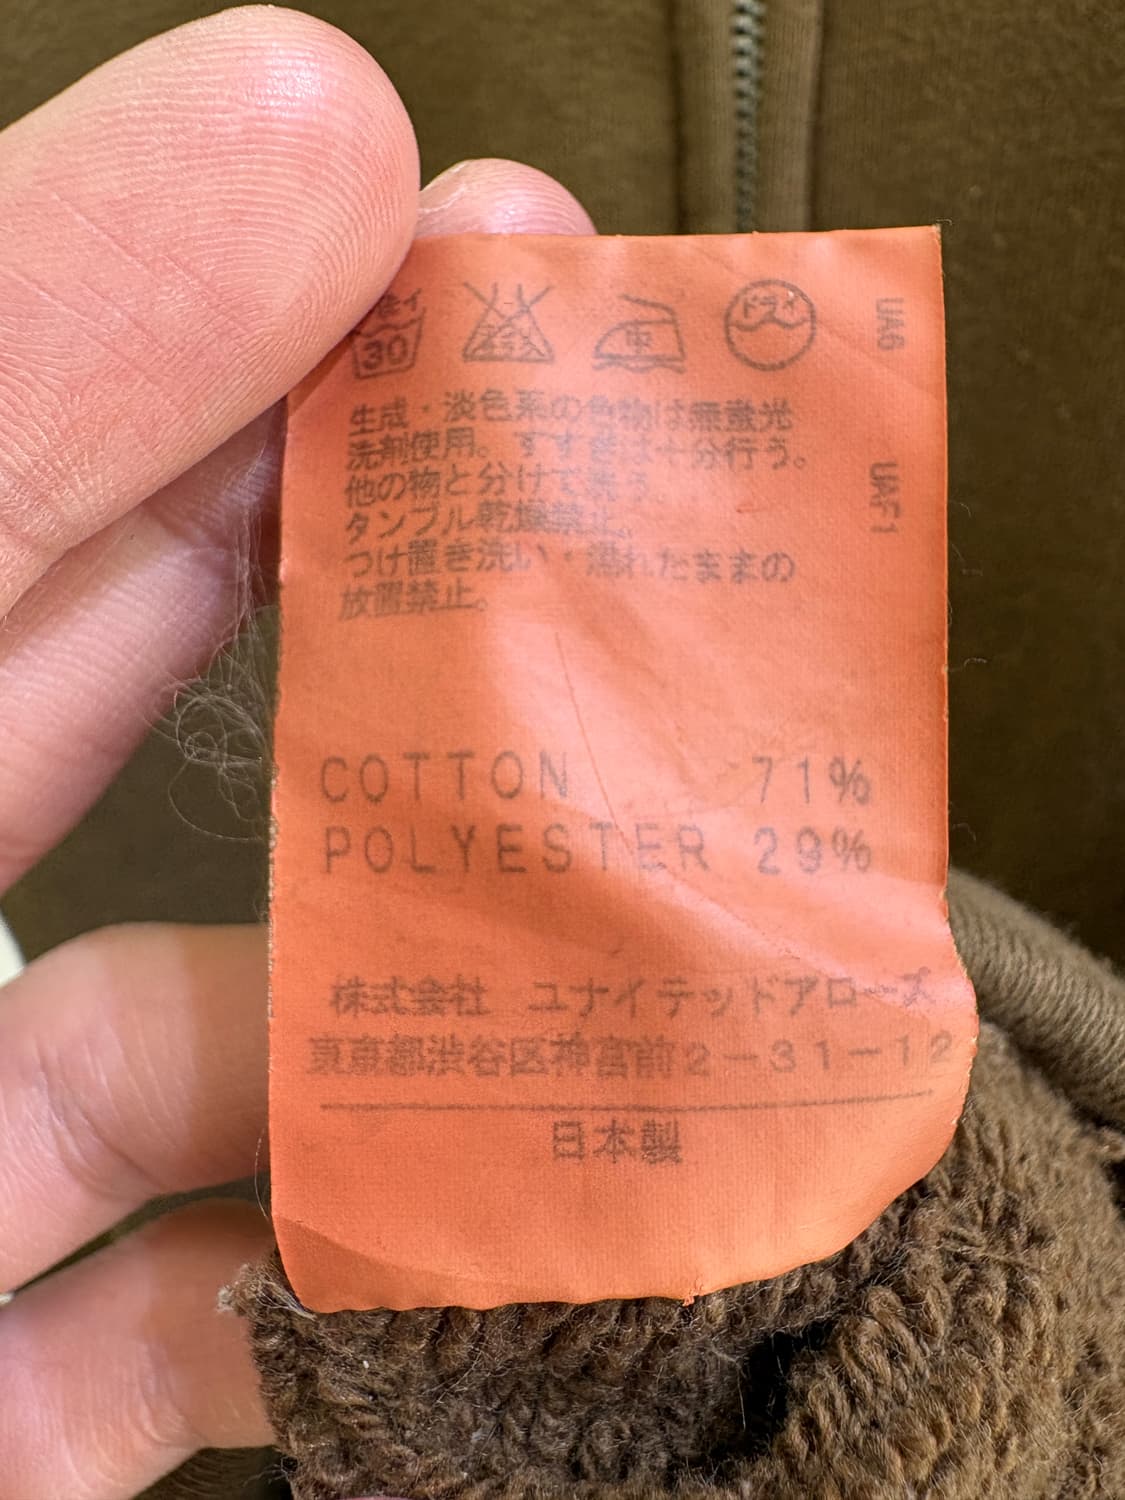 30
中
ドライ
UA6
生成・淡色系の色物は無蛍光
洗剤使用。すすぎは十分行う。
他の物と分けて洗う。
タンブル乾燥禁止。
つけ置き洗い・濡れたままの
放置禁止。
UAF1
COTTON 71%
POLYESTER 29%
株式会社 ユナイテッドアローズ
東京都渋谷区神宮前2-31-12
日本製